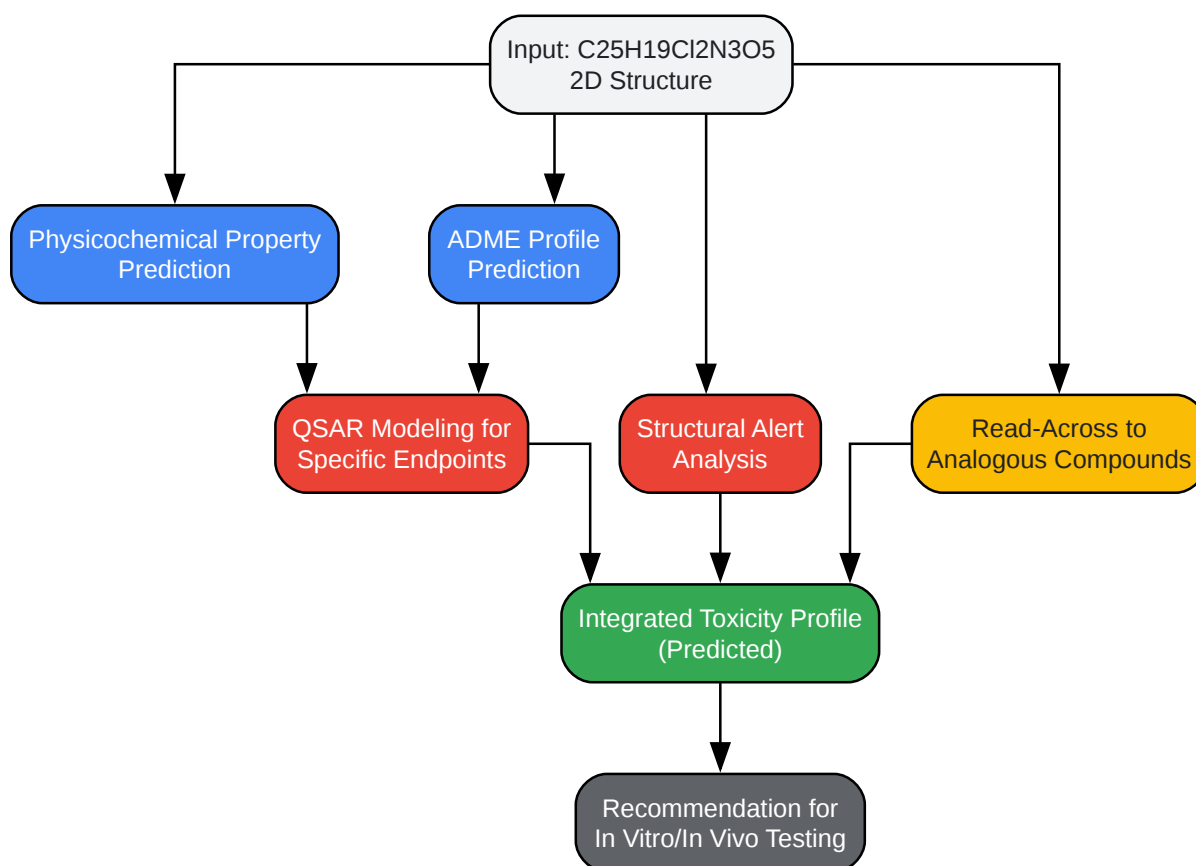 Input: C25H19Cl2N3O5
2D Structure
Physicochemical Property
Prediction
ADME Profile
Prediction
QSAR Modeling for
Specific Endpoints
Structural Alert
Analysis
Read-Across to
Analogous Compounds
Integrated Toxicity Profile
(Predicted)
Recommendation for
In Vitro/In Vivo Testing